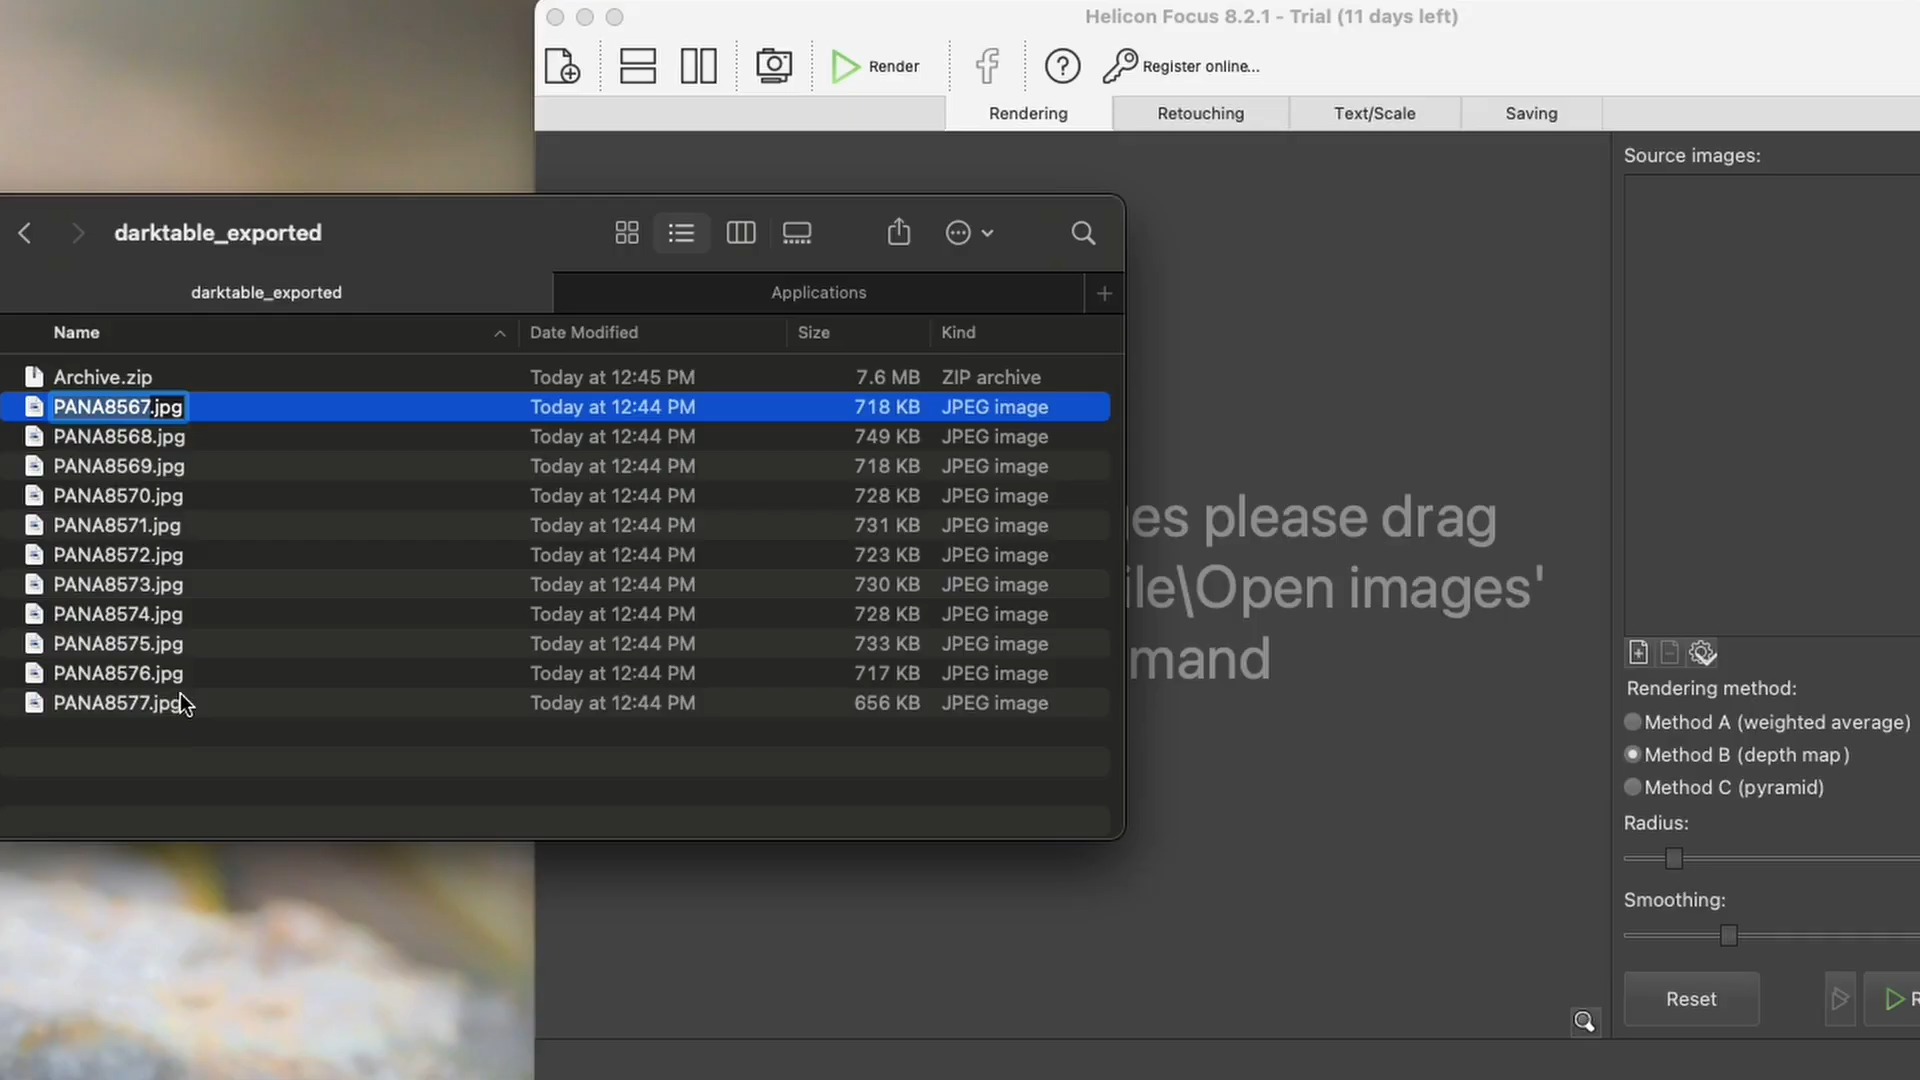 Helicon Focus 8.2.1 - Trial (11 days left)
Render
Register online...
Rendering
Retouching
Text/Scale
Saving
Source images:
darktable_exported
darktable_exported
Applications
Name
Date Modified
Size
Kind
Archive.zip
Today at 12:45 PM
7.6 MB
ZIP archive
PANA8567.jpg
Today at 12:44 PM
718 KB
JPEG image
PANA8568.jpg
Today at 12:44 PM
749 KB
JPEG image
PANA8569.jpg
Today at 12:44 PM
718 KB
JPEG image
PANA8570.jpg
Today at 12:44 PM
728 KB
JPEG image
PANA8571.jpg
Today at 12:44 PM
731 KB
JPEG image
PANA8572.jpg
Today at 12:44 PM
723 KB
JPEG image
PANA8573.jpg
Today at 12:44 PM
730 KB
JPEG image
PANA8574.jpg
Today at 12:44 PM
728 KB
JPEG image
PANA8575.jpg
Today at 12:44 PM
733 KB
JPEG image
PANA8576.jpg
Today at 12:44 PM
717 KB
JPEG image
PANA8577.jpg
Today at 12:44 PM
656 KB
JPEG image
es please drag
ile\Open images'
mand
Rendering method:
Method A (weighted average)
Method B (depth map)
Method C (pyramid)
Radius:
Smoothing:
Reset